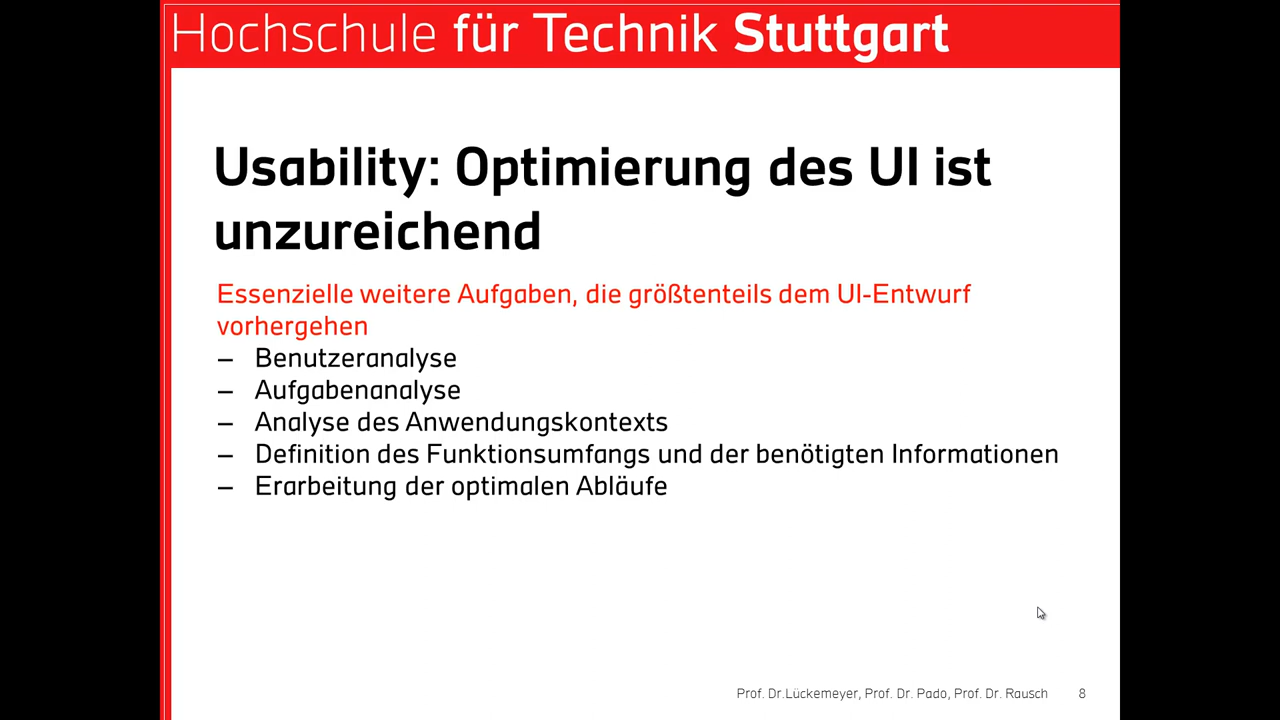 Hochschule für Technik Stuttgart
Usability: Optimierung des UI ist
unzureichend
Essenzielle weitere Aufgaben, die größtenteils dem UI-Entwurf
vorhergehen
– Benutzeranalyse
– Aufgabenanalyse
– Analyse des Anwendungskontexts
– Definition des Funktionsumfangs und der benötigten Informationen
– Erarbeitung der optimalen Abläufe
Prof. Dr.Lückemeyer, Prof. Dr. Pado, Prof. Dr. Rausch 8